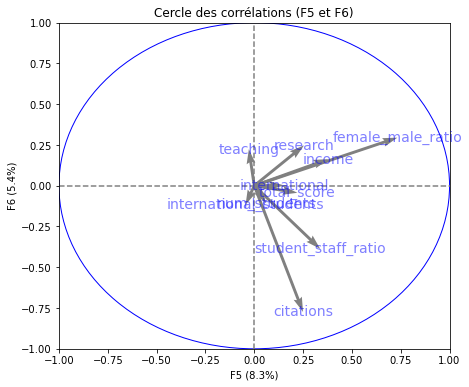 Cercle des corrélations (F5 et F6)
1.00
0.75
0.50
female_male_ratio
research
teaching
income
0.25
international
0.00
total_score
international_students
num_students
−0.25
student_staff_ratio
−0.50
citations
−0.75
−1.00
−1.00 −0.75 −0.50 −0.25 0.00 0.25 0.50 0.75 1.00
F5 (8.3%)
F6 (5.4%)